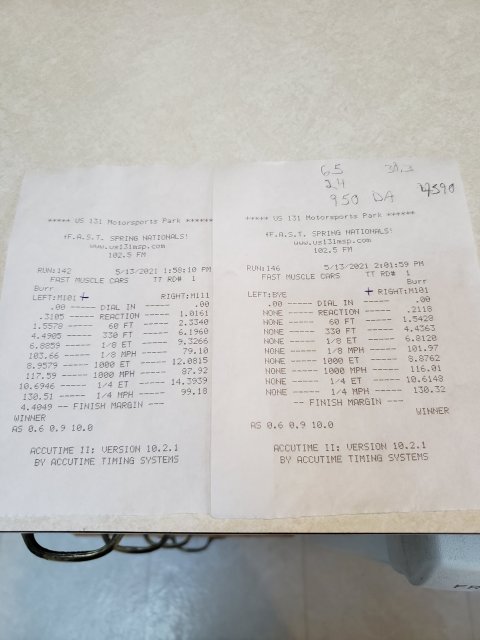 ***** US 131 Motorsports Park ******
*F.A.S.T. SPRING NATIONALS!
www.us131msp.com
102.5 FM
RUN:142 5/13/2021 1:58:10 PM
FAST MUSCLE CARS TT RD# 1
Burr
LEFT:M101 + RIGHT:M111
.00 ----- DIAL IN ----- .00
.3105 ----- REACTION ----- 1.0161
1.5578 ----- 60 FT ----- 2.3340
4.4905 ----- 330 FT ----- 6.1960
6.8859 ----- 1/8 ET ----- 9.3266
103.66 ----- 1/8 MPH ----- 79.10
8.9579 ----- 1000 ET ----- 12.0815
117.59 ----- 1000 MPH ----- 87.92
10.6946 ----- 1/4 ET ----- 14.3939
130.51 ----- 1/4 MPH ----- 99.18
4.4049 -- FINISH MARGIN ---
WINNER
AS 0.6 0.9 10.0
ACCUTIME II: VERSION 10.2.1
BY ACCUTIME TIMING SYSTEMS
65
24
950 DA
***** US 131 Motorsports Park ******
*F.A.S.T. SPRING NATIONALS!
www.us131msp.com
102.5 FM
RUN:146 5/13/2021 2:01:59 PM
FAST MUSCLE CARS TT RD# 1
Burr
LEFT:BYE + RIGHT:M101
.00 ----- DIAL IN ----- .00
NONE ----- REACTION ----- .2118
NONE ----- 60 FT ----- 1.5428
NONE ----- 330 FT ----- 4.4363
NONE ----- 1/8 ET ----- 6.8120
NONE ----- 1/8 MPH ----- 101.97
NONE ----- 1000 ET ----- 8.8762
NONE ----- 1000 MPH ----- 116.01
NONE ----- 1/4 ET ----- 10.6148
NONE ----- 1/4 MPH ----- 130.32
-- FINISH MARGIN ---
WINNER
AS 0.6 0.9 10.0
ACCUTIME II: VERSION 10.2.1
BY ACCUTIME TIMING SYSTEMS